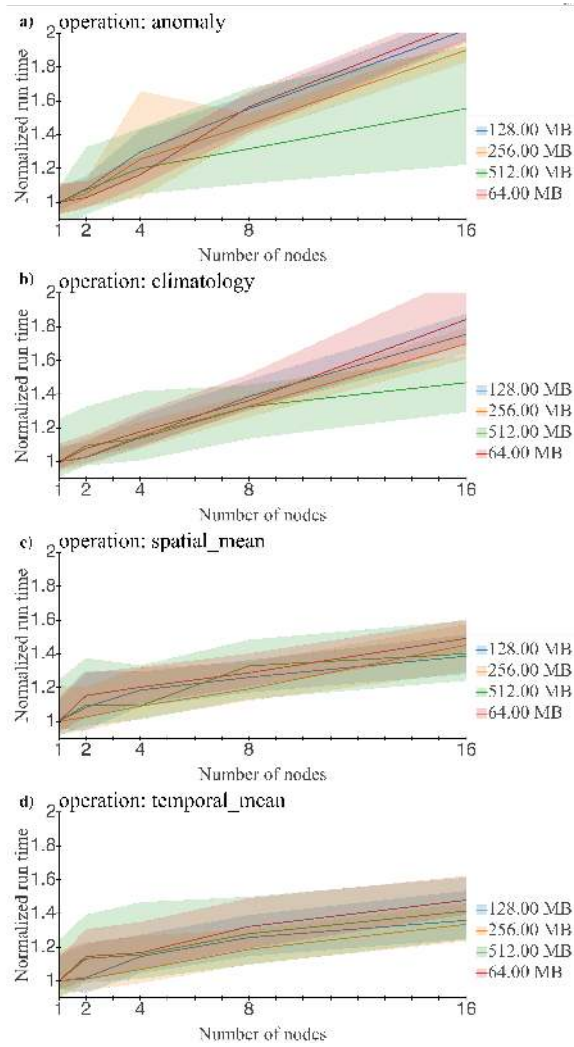 a) operation: anomaly
Normalized run time
2
1.8
1.6
1.4
1.2
1
1 2 4 8 16
Number of nodes
128.00 MB
256.00 MB
512.00 MB
64.00 MB
b) operation: climatology
Normalized run time
2
1.8
1.6
1.4
1.2
1
1 2 4 8 16
Number of nodes
128.00 MB
256.00 MB
512.00 MB
64.00 MB
c) operation: spatial_mean
Normalized run time
2
1.8
1.6
1.4
1.2
1
1 2 4 8 16
Number of nodes
128.00 MB
256.00 MB
512.00 MB
64.00 MB
d) operation: temporal_mean
Normalized run time
2
1.8
1.6
1.4
1.2
1
1 2 4 8 16
Number of nodes
128.00 MB
256.00 MB
512.00 MB
64.00 MB